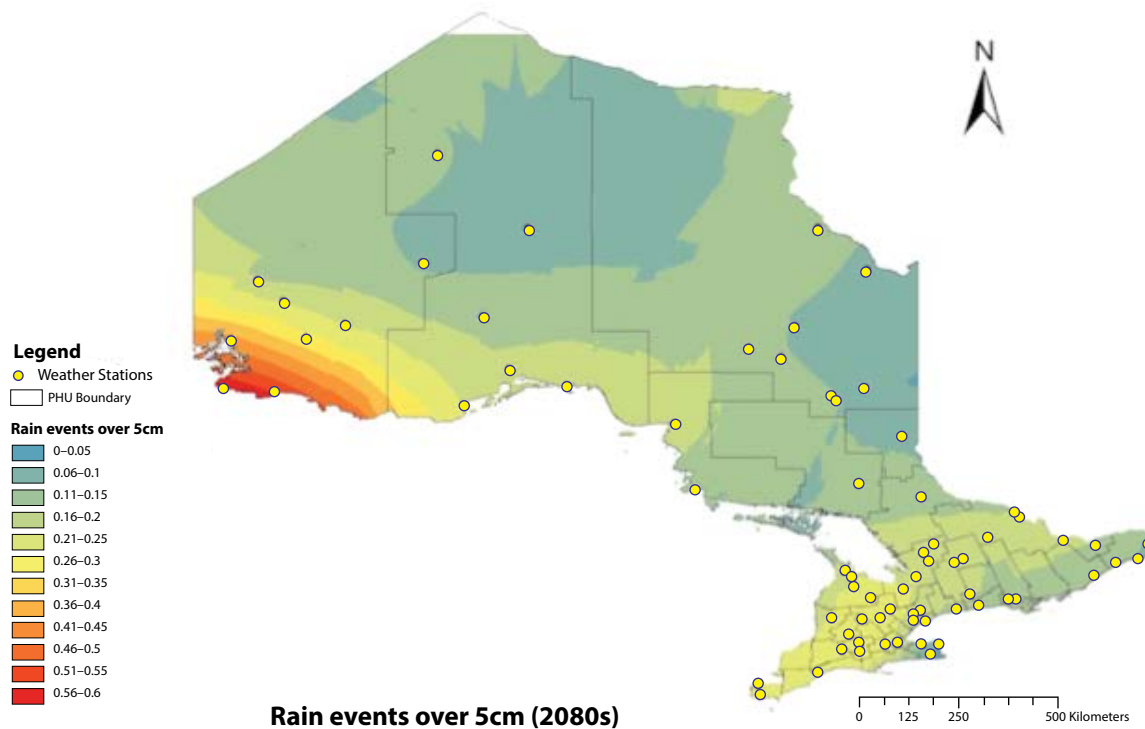 N
Legend
Weather Stations
PHU Boundary
Rain events over 5cm
0–0.05
0.06–0.1
0.11–0.15
0.16–0.2
0.21–0.25
0.26–0.3
0.31–0.35
0.36–0.4
0.41–0.45
0.46–0.5
0.51–0.55
0.56–0.6
Rain events over 5cm (2080s)
0 125 250 500 Kilometers